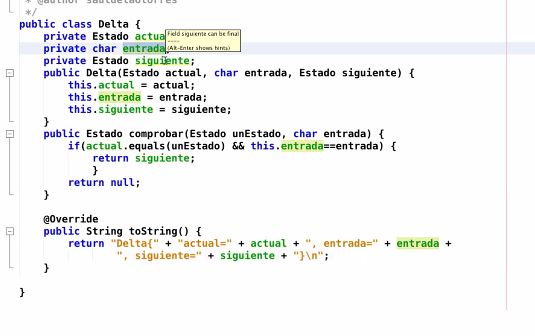 * @author sauldelaotorres
 */
public class Delta {
    private Estado actua
Field siguiente can be final
----
(Alt-Enter shows hints)
    private char entrada
    private Estado siguiente;
    public Delta(Estado actual, char entrada, Estado siguiente) {
        this.actual = actual;
        this.entrada = entrada;
        this.siguiente = siguiente;
    }
    public Estado comprobar(Estado unEstado, char entrada) {
        if(actual.equals(unEstado) && this.entrada==entrada) {
            return siguiente;
            }
        return null;
    }
    @Override
    public String toString() {
        return "Delta{" + "actual=" + actual + ", entrada=" + entrada +
                ", siguiente=" + siguiente + "}\n";
    }
}